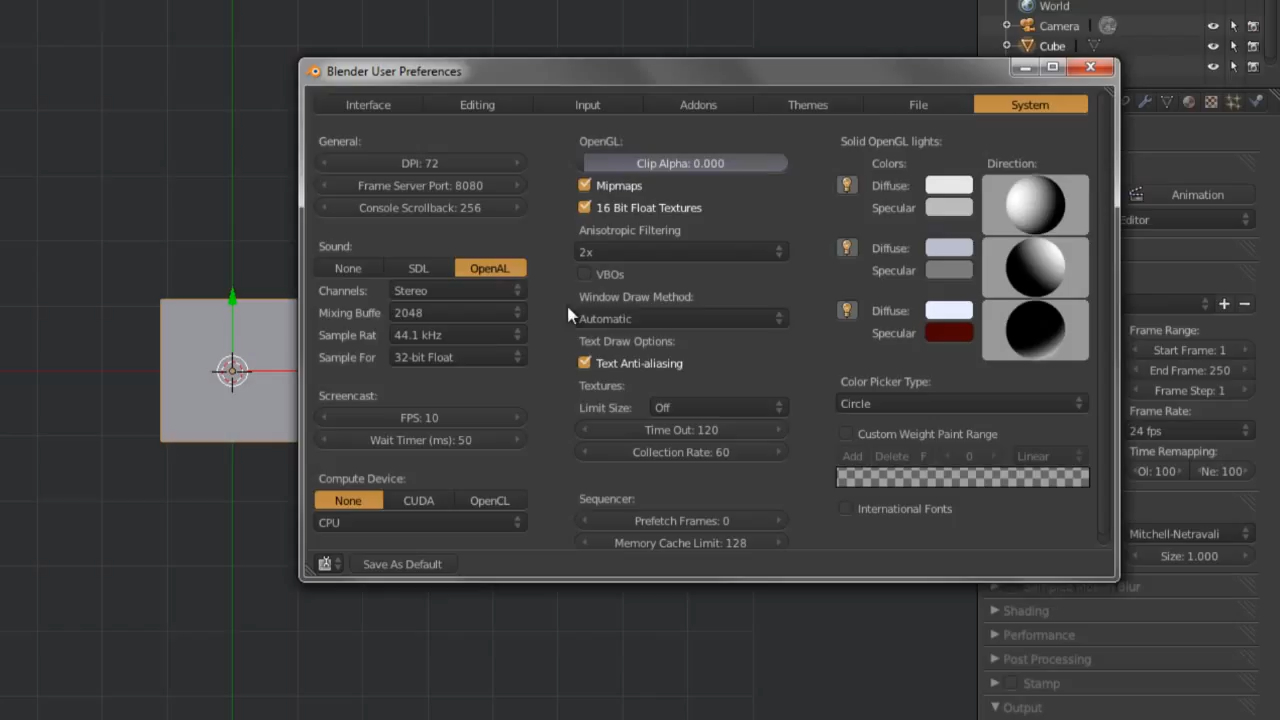 World
Camera
Cube
Blender User Preferences
Interface
Editing
Input
Addons
Themes
File
System
General:
DPI: 72
Frame Server Port: 8080
Console Scrollback: 256
Sound:
None
SDL
OpenAL
Channels:
Stereo
Mixing Buffe
2048
Sample Rat
44.1 kHz
Sample For
32-bit Float
Screencast:
FPS: 10
Wait Timer (ms): 50
Compute Device:
None
CUDA
OpenCL
CPU
Save As Default
OpenGL:
Clip Alpha: 0.000
Mipmaps
16 Bit Float Textures
Anisotropic Filtering
2x
VBOs
Window Draw Method:
Automatic
Text Draw Options:
Text Anti-aliasing
Textures:
Limit Size:
Off
Time Out: 120
Collection Rate: 60
Sequencer:
Prefetch Frames: 0
Memory Cache Limit: 128
Solid OpenGL lights:
Colors:
Direction:
Diffuse:
Specular
Diffuse:
Specular
Diffuse:
Specular
Color Picker Type:
Circle
Custom Weight Paint Range
Add
Delete
F
0
Linear
International Fonts
Animation
Editor
Frame Range:
Start Frame: 1
End Frame: 250
Frame Step: 1
Frame Rate:
24 fps
Time Remapping:
Ol: 100
Ne: 100
Mitchell-Netravali
Size: 1.000
Shading
Performance
Post Processing
Stamp
Output